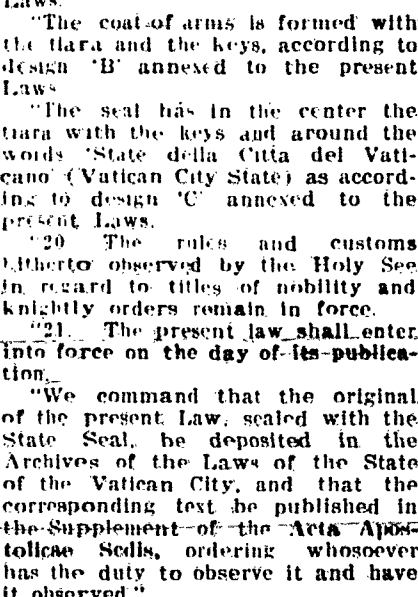 Laws.
"The coat of arms is formed with
the tiara and the keys, according to
design 'B' annexed to the present
Laws
"The seal has in the center the
tiara with the keys and around the
words 'State della Citta del Vati-
cano' (Vatican City State) as accord-
ing to design 'C' annexed to the
present Laws.
"20 The rules and customs
hitherto observed by the Holy See
in regard to titles of nobility and
knightly orders remain in force.
"21. The present law shall enter
into force on the day of its publica-
tion.
"We command that the original
of the present Law, sealed with the
State Seal, be deposited in the
Archives of the Laws of the State
of the Vatican City, and that the
corresponding text be published in
the Supplement of the Acta Apos-
tolicae Sedis, ordering whosoever
has the duty to observe it and have
it observed."